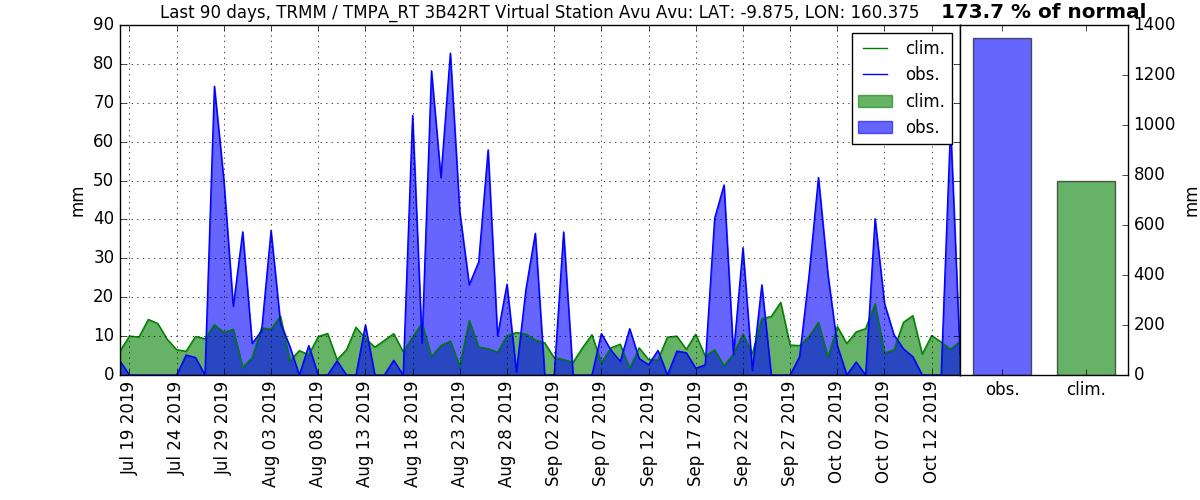 Last 90 days, TRMM / TMPA_RT 3B42RT Virtual Station Avu Avu: LAT: -9.875, LON: 160.375
173.7 % of normal
90
80
70
60
50
40
30
20
10
0
mm
clim.
obs.
clim.
obs.
1400
1200
1000
800
600
400
200
0
mm
Jul 19 2019
Jul 24 2019
Jul 29 2019
Aug 03 2019
Aug 08 2019
Aug 13 2019
Aug 18 2019
Aug 23 2019
Aug 28 2019
Sep 02 2019
Sep 07 2019
Sep 12 2019
Sep 17 2019
Sep 22 2019
Sep 27 2019
Oct 02 2019
Oct 07 2019
Oct 12 2019
obs.
clim.